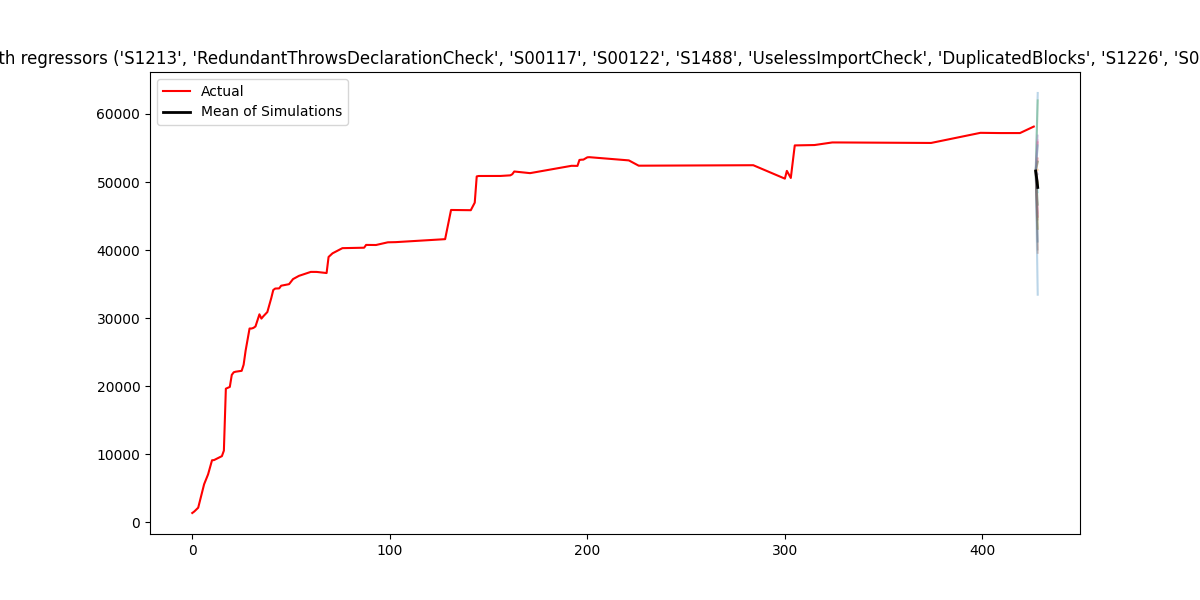 th regressors ('S1213', 'RedundantThrowsDeclarationCheck', 'S00117', 'S00122', 'S1488', 'UselessImportCheck', 'DuplicatedBlocks', 'S1226', 'S0
Actual
Mean of Simulations
60000
50000
40000
30000
20000
10000
0
0 100 200 300 400